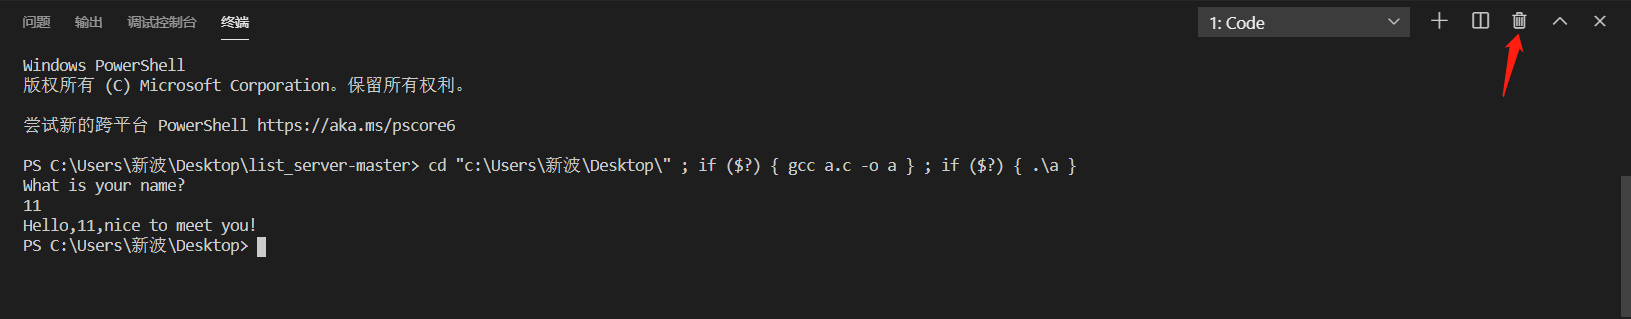 问题 输出 调试控制台 终端 1: Code
Windows PowerShell
版权所有 (C) Microsoft Corporation。保留所有权利。
尝试新的跨平台 PowerShell https://aka.ms/pscore6
PS C:\Users\新波\Desktop\list_server-master> cd "c:\Users\新波\Desktop\" ; if ($?) { gcc a.c -o a } ; if ($?) { .\a }
What is your name?
11
Hello,11,nice to meet you!
PS C:\Users\新波\Desktop>